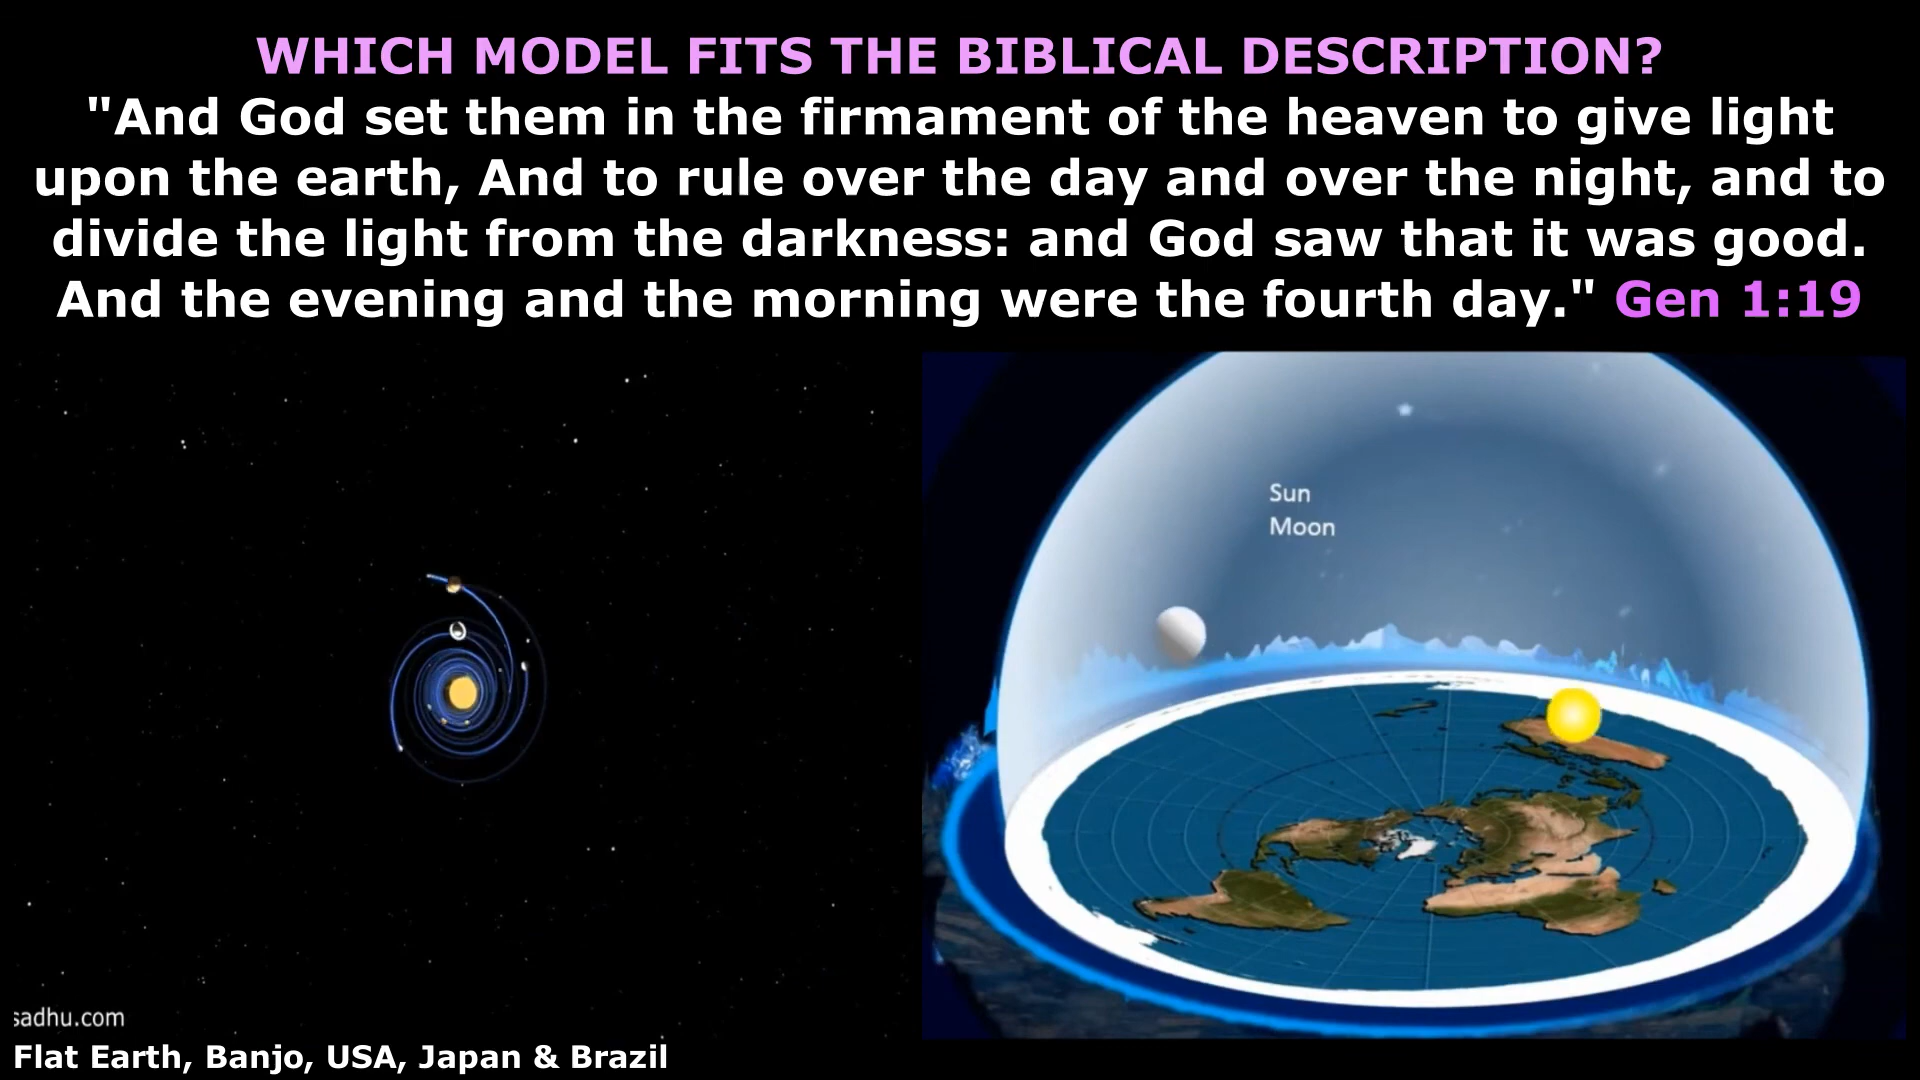 WHICH MODEL FITS THE BIBLICAL DESCRIPTION?
"And God set them in the firmament of the heaven to give light
upon the earth, And to rule over the day and over the night, and to
divide the light from the darkness: and God saw that it was good.
And the evening and the morning were the fourth day." Gen 1:19
Sun
Moon
sadhu.com
Flat Earth, Banjo, USA, Japan & Brazil